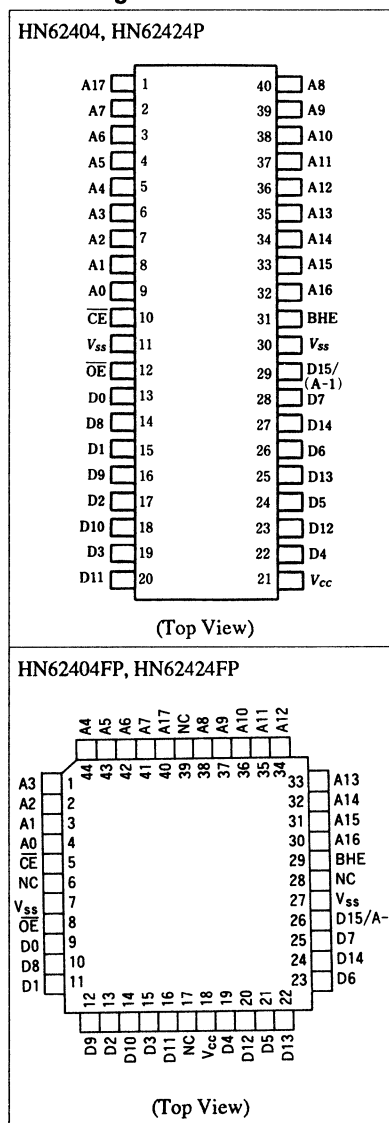 HN62404, HN62424P
A17 1 40 A8
A7 2 39 A9
A6 3 38 A10
A5 4 37 A11
A4 5 36 A12
A3 6 35 A13
A2 7 34 A14
A1 8 33 A15
A0 9 32 A16
C̅E̅ 10 31 BHE
Vss 11 30 Vss
O̅E̅ 12 29 D15/
(A-1)
D0 13 28 D7
D8 14 27 D14
D1 15 26 D6
D9 16 25 D13
D2 17 24 D5
D10 18 23 D12
D3 19 22 D4
D11 20 21 Vcc
(Top View)
HN62404FP, HN62424FP
A4 A5 A6 A7 A17 NC A8 A9 A10 A11 A12
44 43 42 41 40 39 38 37 36 35 34
A3 1 33 A13
A2 2 32 A14
A1 3 31 A15
A0 4 30 A16
C̅E̅ 5 29 BHE
NC 6 28 NC
Vss 7 27 Vss
O̅E̅ 8 26 D15/A-1
D0 9 25 D7
D8 10 24 D14
D1 11 23 D6
12 13 14 15 16 17 18 19 20 21 22
D9 D2 D10 D3 D11 NC Vcc D4 D12 D5 D13
(Top View)